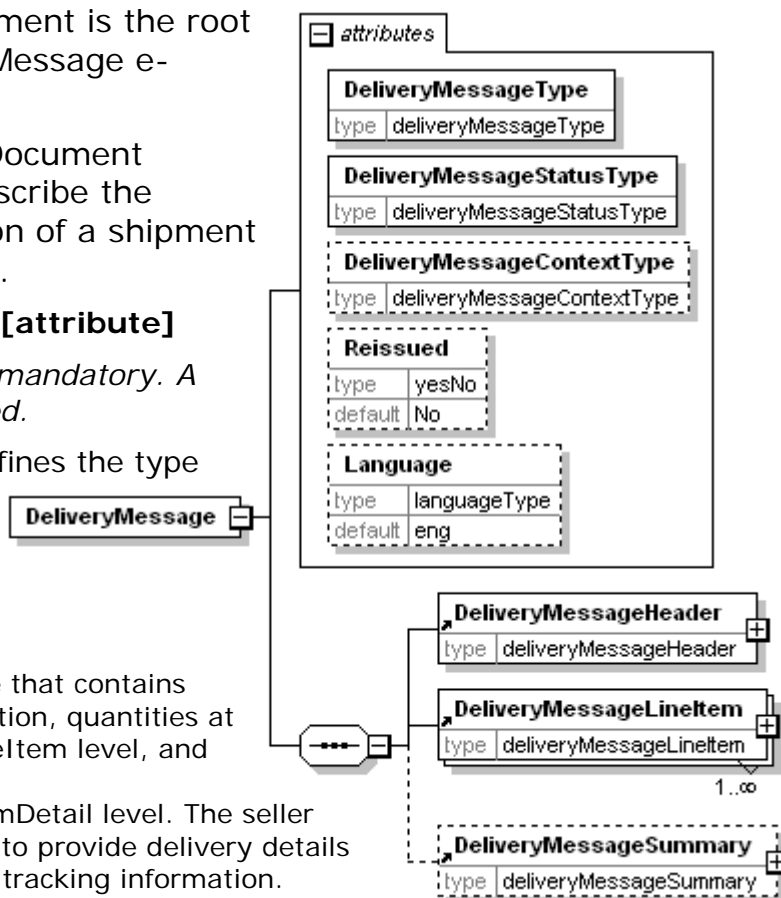 ment is the root
Message e-
Document
scribe the
on of a shipment
.
[attribute]
mandatory. A
ed.
fines the type
e that contains
tion, quantities at
eItem level, and
mDetail level. The seller
to provide delivery details
tracking information.
DeliveryMessage
attributes
DeliveryMessageType
type deliveryMessageType
DeliveryMessageStatusType
type deliveryMessageStatusType
DeliveryMessageContextType
type deliveryMessageContextType
Reissued
type yesNo
default No
Language
type languageType
default eng
DeliveryMessageHeader
type deliveryMessageHeader
DeliveryMessageLineItem
type deliveryMessageLineItem
1..∞
DeliveryMessageSummary
type deliveryMessageSummary